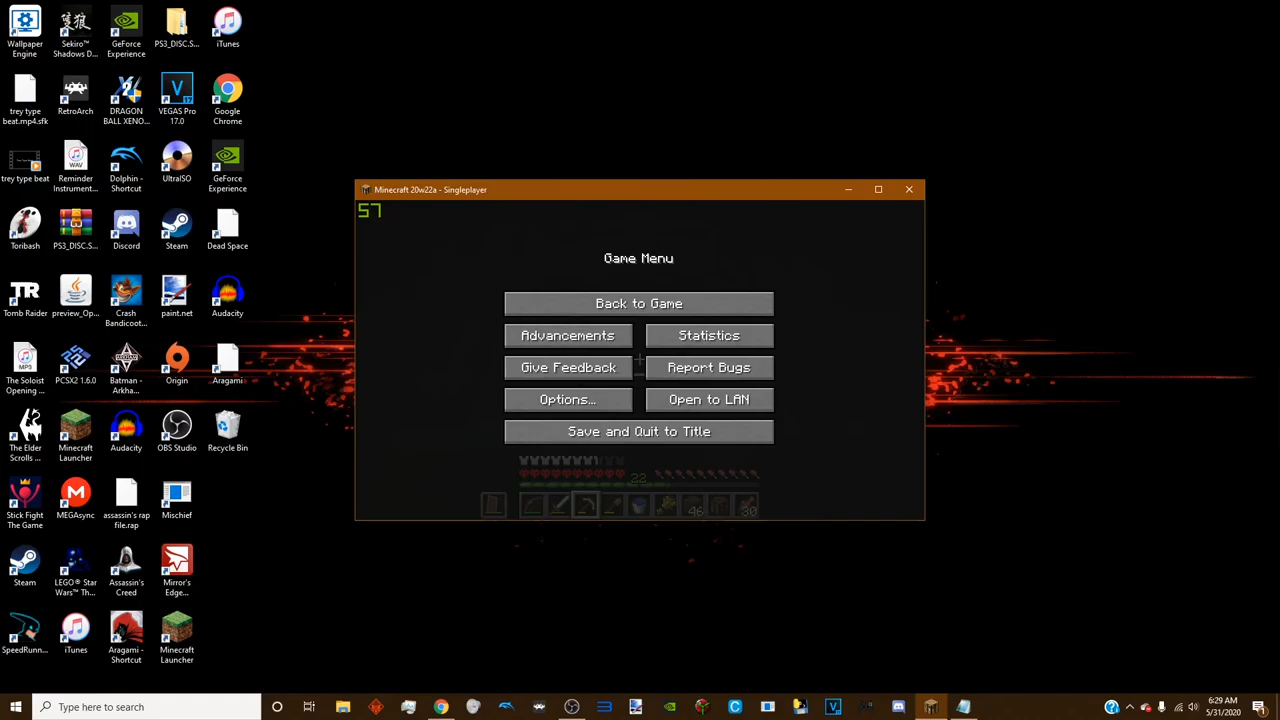 Wallpaper
Engine
Sekiro™
Shadows D...
GeForce
Experience
PS3_DISC.S...
iTunes
trey type
beat.mp4.sfk
RetroArch
DRAGON
BALL XENO...
VEGAS Pro
17.0
Google
Chrome
trey type beat
WAV
Reminder
Instrument...
Dolphin -
Shortcut
UltraISO
GeForce
Experience
Toribash
PS3_DISC.S...
Discord
Steam
Dead Space
TR
Tomb Raider
preview_Op...
Crash
Bandicoot...
paint.net
Audacity
MP3
The Soloist
Opening ...
PCSX2 1.6.0
Batman -
Arkha...
Origin
Aragami
The Elder
Scrolls ...
Minecraft
Launcher
Audacity
OBS Studio
Recycle Bin
Stick Fight
The Game
MEGAsync
assassin's rap
file.rap
Mischief
Steam
LEGO® Star
Wars™ Th...
Assassin's
Creed
Mirror's
Edge...
SpeedRunn...
iTunes
Aragami -
Shortcut
Minecraft
Launcher
Minecraft 20w22a - Singleplayer
57
Game Menu
Back to Game
Advancements
Statistics
Give Feedback
Report Bugs
Options...
Open to LAN
Save and Quit to Title
22
46
30
Type here to search
6:29 AM
5/31/2020